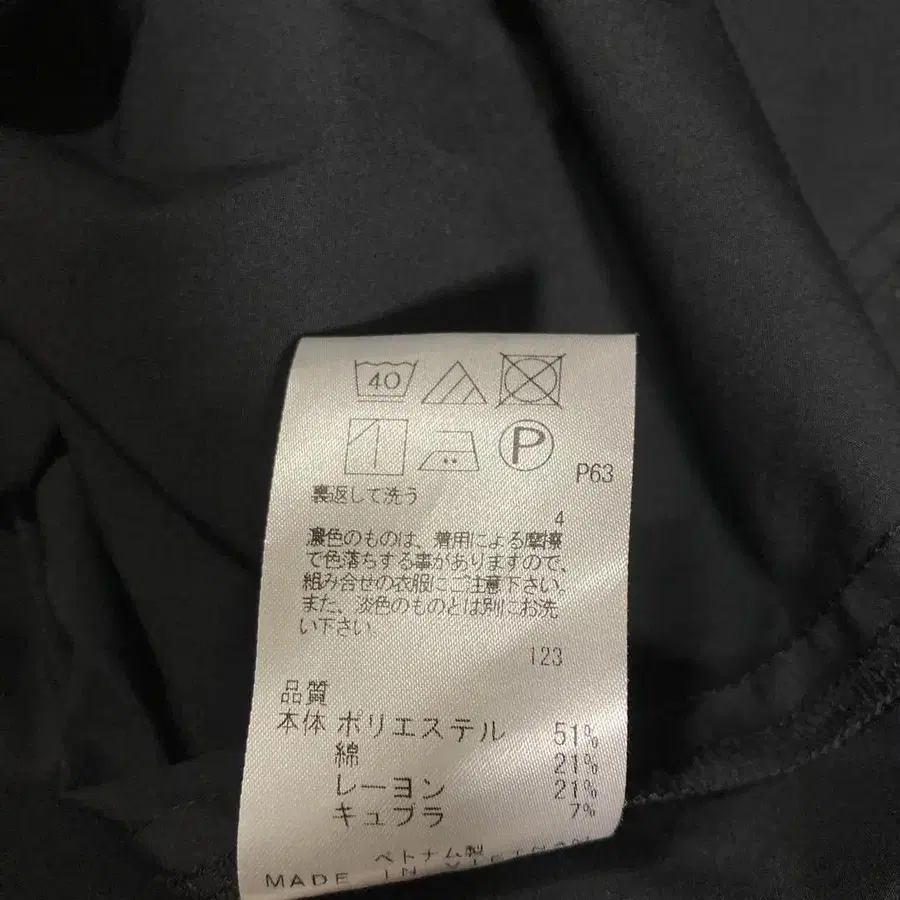 40
P
P63
裏返して洗う
4
濃色のものは、着用による摩擦
で色落ちする事がありますので、
組み合せの衣服にご注意下さい。
また、淡色のものとは別にお洗
い下さい
123
品質
本体 ポリエステル 51%
綿 21%
レーヨン 21%
キュプラ 7%
ベトナム製
MADE IN VIETNAM